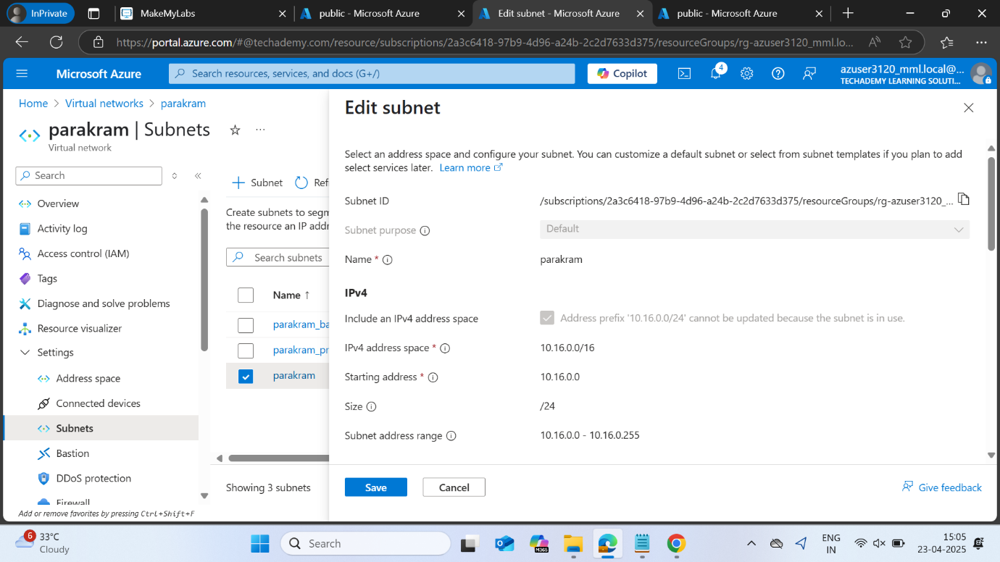 InPrivate
MakeMyLabs
public - Microsoft Azure
Edit subnet - Microsoft Azure
public - Microsoft Azure
https://portal.azure.com/#@techademy.com/resource/subscriptions/2a3c6418-97b9-4d96-a24b-2c2d7633d375/resourceGroups/rg-azuser3120_mml.lo...
Microsoft Azure
Search resources, services, and docs (G+/)
Copilot
4
azuser3120_mml.local@...
TECHADEMY LEARNING SOLUTI...
Home > Virtual networks > parakram
parakram | Subnets
Virtual network
Search
Overview
Activity log
Access control (IAM)
Tags
Diagnose and solve problems
Resource visualizer
Settings
Address space
Connected devices
Subnets
Bastion
DDoS protection
Firewall
Add or remove favorites by pressing Ctrl+Shift+F
Subnet
Ref
Create subnets to segm
the resource an IP addr
Search subnets
Name ↑
parakram_ba
parakram_pr
parakram
Showing 3 subnets
Edit subnet
Select an address space and configure your subnet. You can customize a default subnet or select from subnet templates if you plan to add
select services later. Learn more
Subnet ID
/subscriptions/2a3c6418-97b9-4d96-a24b-2c2d7633d375/resourceGroups/rg-azuser3120_...
Subnet purpose
Default
Name *
parakram
IPv4
Include an IPv4 address space
Address prefix '10.16.0.0/24' cannot be updated because the subnet is in use.
IPv4 address space *
10.16.0.0/16
Starting address *
10.16.0.0
Size
/24
Subnet address range
10.16.0.0 - 10.16.0.255
Save
Cancel
Give feedback
6
33°C
Cloudy
Search
M365
ENG
IN
15:05
23-04-2025